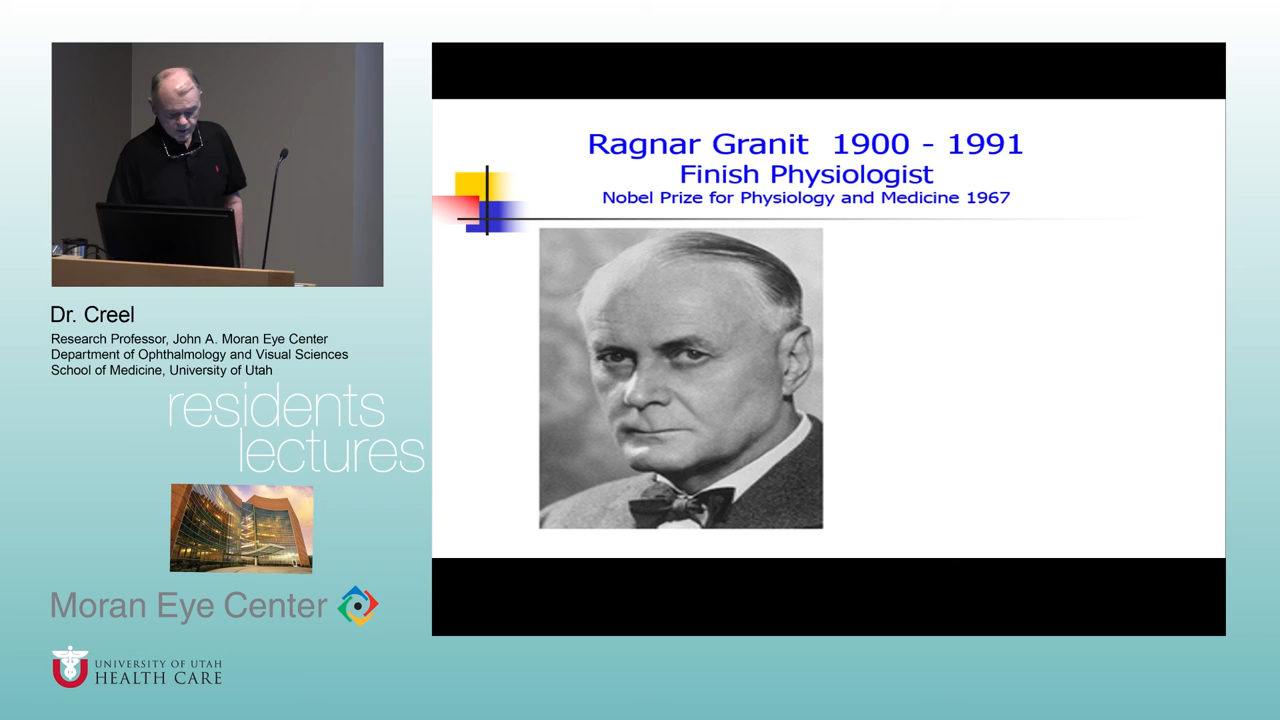 Ragnar Granit 1900 - 1991
Finish Physiologist
Nobel Prize for Physiology and Medicine 1967
Dr. Creel
Research Professor, John A. Moran Eye Center
Department of Ophthalmology and Visual Sciences
School of Medicine, University of Utah
residents
lectures
Moran Eye Center
UNIVERSITY OF UTAH
HEALTH CARE